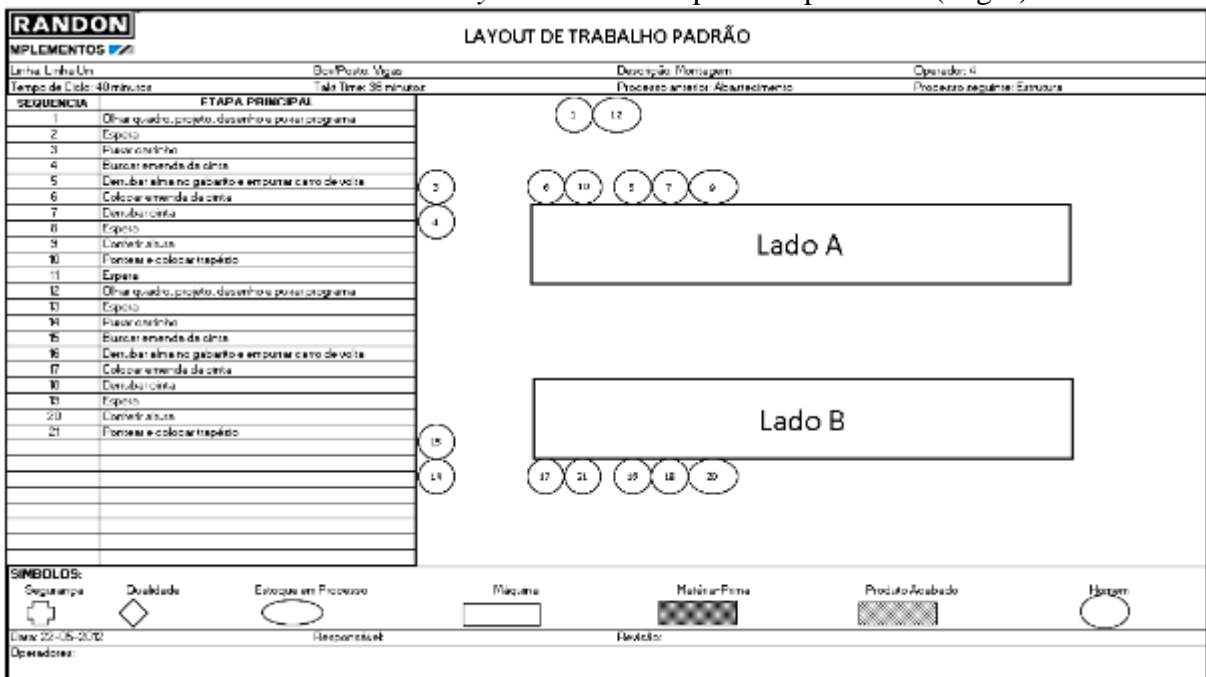 RANDON
MPLEMENTOS
LAYOUT DE TRABALHO PADRÃO
Linha: Linha Um Box/Posto: Vigas Descrição: Montagem Operador: 4
Tempo de Ciclo: 40 minutos Takt Time: 36 minutos Processo anterior: Abastecimento Processo seguinte: Estrutura
SEQUENCIA ETAPA PRINCIPAL
1 Olhar quadro, projeto, desenho e puxar programa
2 Espera
3 Puxar carrinho
4 Buscar emenda da cinta
5 Derrubar alma no gabarito e empurrar carro de volta
6 Colocar emenda da cinta
7 Derrubar cinta
8 Espera
9 Conferir altura
10 Pontear e colocar trapézio
11 Espera
12 Olhar quadro, projeto, desenho e puxar programa
13 Espera
14 Puxar carrinho
15 Buscar emenda da cinta
16 Derrubar alma no gabarito e empurrar carro de volta
17 Colocar emenda da cinta
18 Derrubar cinta
19 Espera
20 Conferir altura
21 Pontear e colocar trapézio
1 12
3 6 10 5 7 9
4
Lado A
Lado B
15
14 17 21 16 18 20
SIMBOLOS:
Segurança Qualidade Estoque em Processo Máquina Matéria-Prima Produto Acabado Homem
Data: 22-05-2012 Responsável: Revisão:
Operadores: